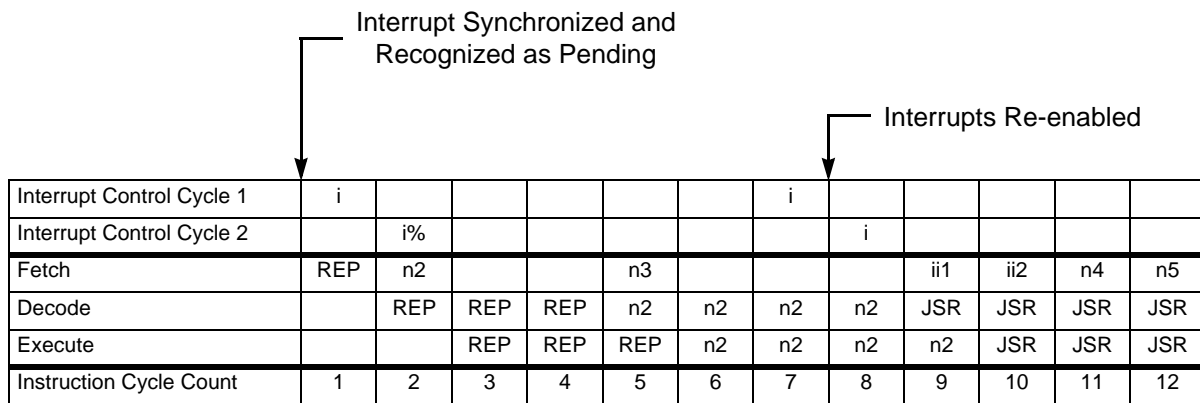 Interrupt Synchronized and
Recognized as Pending
Interrupts Re-enabled
Interrupt Control Cycle 1 i i
Interrupt Control Cycle 2 i% i
Fetch REP n2 n3 ii1 ii2 n4 n5
Decode REP REP REP n2 n2 n2 n2 JSR JSR JSR JSR
Execute REP REP REP n2 n2 n2 n2 JSR JSR JSR
Instruction Cycle Count 1 2 3 4 5 6 7 8 9 10 11 12